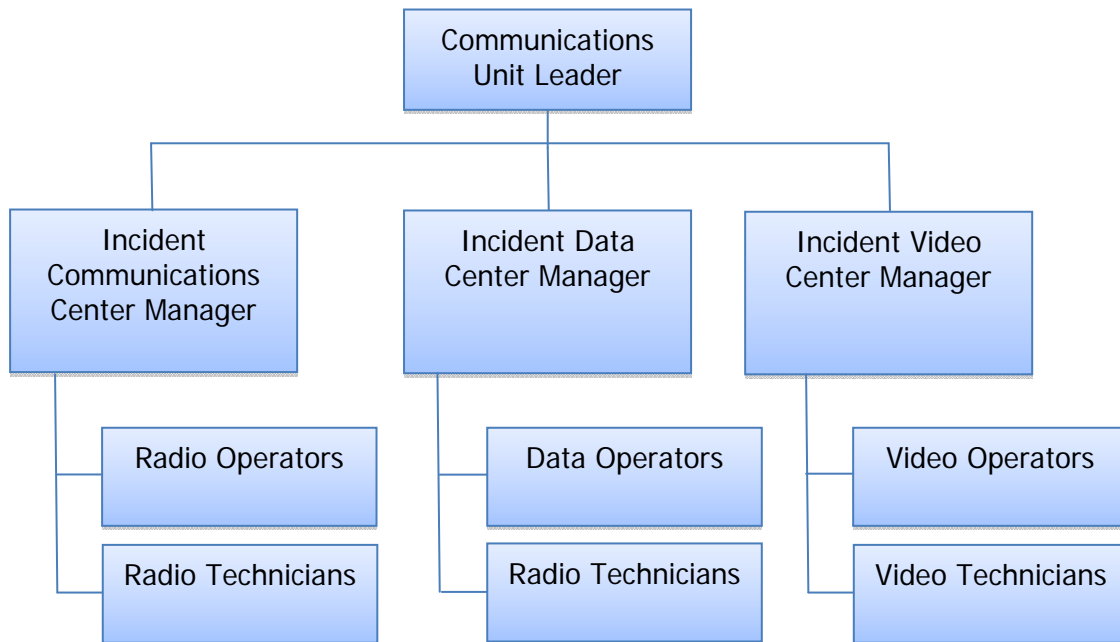 Communications
Unit Leader
Incident
Communications
Center Manager
Incident Data
Center Manager
Incident Video
Center Manager
Radio Operators
Data Operators
Video Operators
Radio Technicians
Radio Technicians
Video Technicians